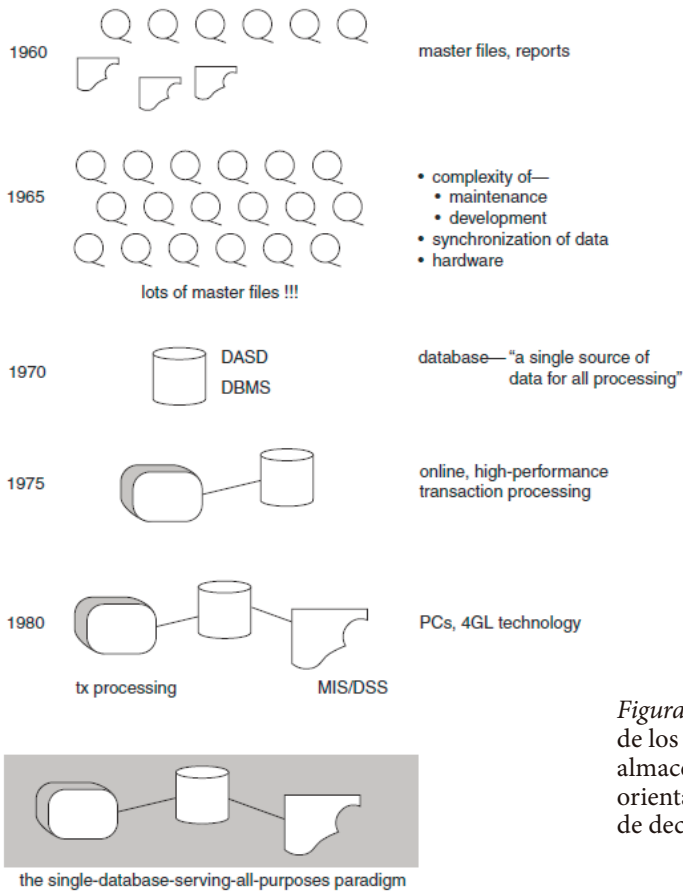 1960
master files, reports
1965
• complexity of—
• maintenance
• development
• synchronization of data
• hardware
lots of master files !!!
1970
DASD
DBMS
database— “a single source of
data for all processing”
1975
online, high-performance
transaction processing
1980
PCs, 4GL technology
tx processing
MIS/DSS
Figura
de los
almac
orienta
de dec
the single-database-serving-all-purposes paradigm